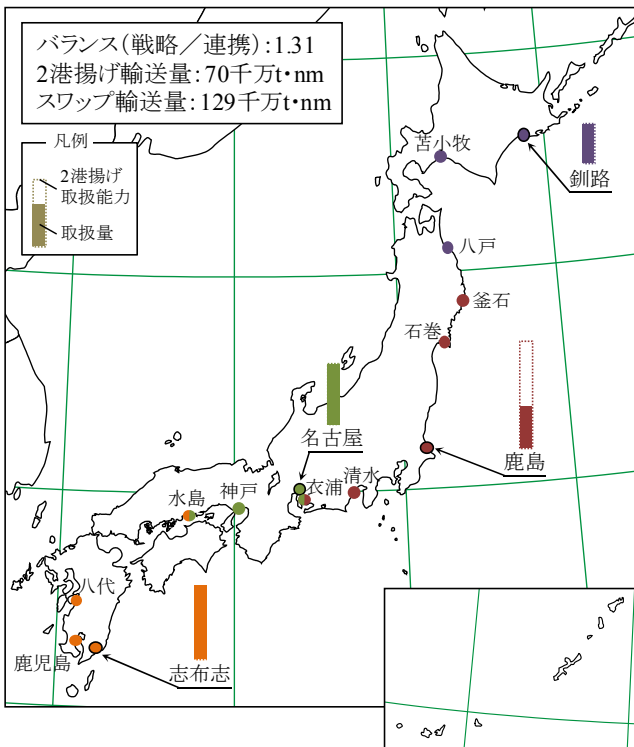 バランス(戦略／連携):1.31
2港揚げ輸送量:70千万t・nm
スワップ輸送量:129千万t・nm
凡例
2港揚げ
取扱能力
取扱量
苫小牧
釧路
八戸
釜石
石巻
名古屋
鹿島
衣浦
清水
水島
神戸
八代
鹿児島
志布志